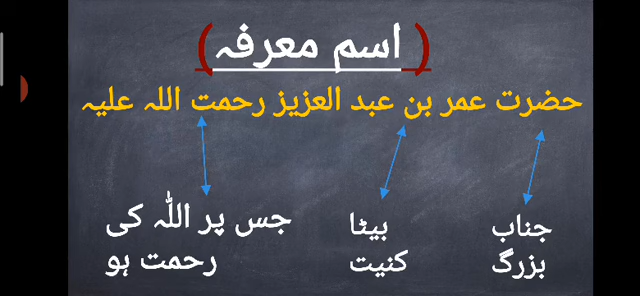 ( اسمِ معرفہ )
حضرت عمر بن عبد العزیز رحمت اللہ علیہ
جناب
بزرگ
بیٹا
کنیت
جس پر اللہ کی
رحمت ہو